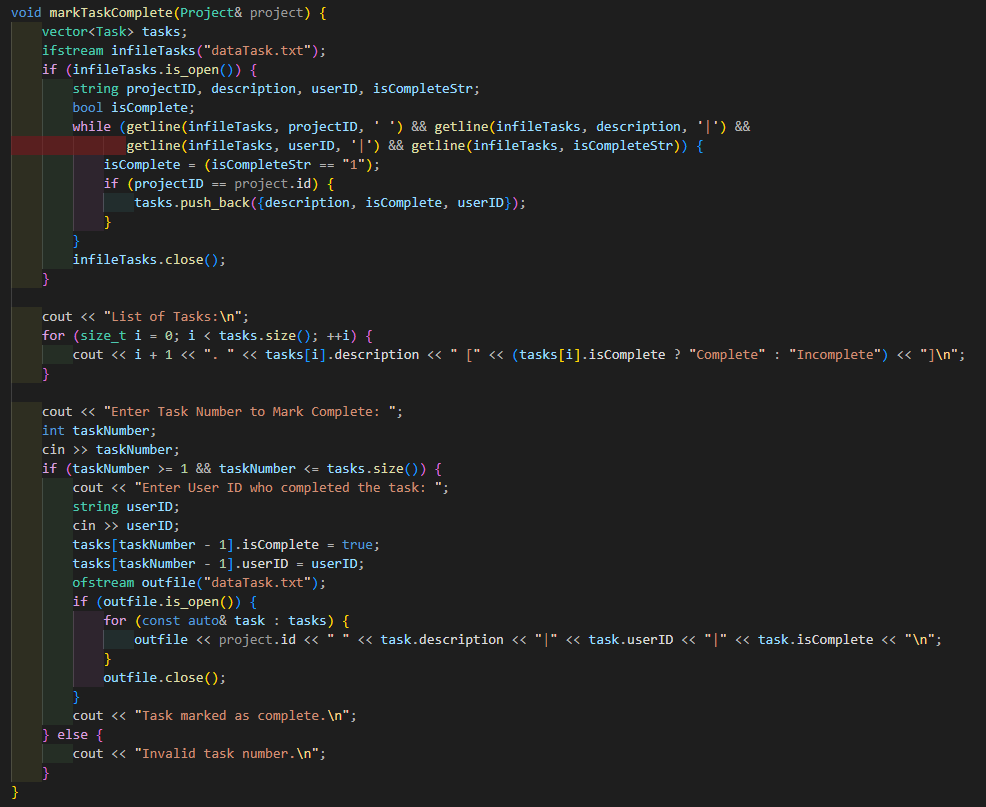 void markTaskComplete(Project& project) {
    vector<Task> tasks;
    ifstream infileTasks("dataTask.txt");
    if (infileTasks.is_open()) {
        string projectID, description, userID, isCompleteStr;
        bool isComplete;
        while (getline(infileTasks, projectID, ' ') && getline(infileTasks, description, '|') &&
               getline(infileTasks, userID, '|') && getline(infileTasks, isCompleteStr)) {
            isComplete = (isCompleteStr == "1");
            if (projectID == project.id) {
                tasks.push_back({description, isComplete, userID});
            }
        }
        infileTasks.close();
    }

    cout << "List of Tasks:\n";
    for (size_t i = 0; i < tasks.size(); ++i) {
        cout << i + 1 << ". " << tasks[i].description << " [" << (tasks[i].isComplete ? "Complete" : "Incomplete") << "]\n";
    }

    cout << "Enter Task Number to Mark Complete: ";
    int taskNumber;
    cin >> taskNumber;
    if (taskNumber >= 1 && taskNumber <= tasks.size()) {
        cout << "Enter User ID who completed the task: ";
        string userID;
        cin >> userID;
        tasks[taskNumber - 1].isComplete = true;
        tasks[taskNumber - 1].userID = userID;
        ofstream outfile("dataTask.txt");
        if (outfile.is_open()) {
            for (const auto& task : tasks) {
                outfile << project.id << " " << task.description << "|" << task.userID << "|" << task.isComplete << "\n";
            }
            outfile.close();
        }
        cout << "Task marked as complete.\n";
    } else {
        cout << "Invalid task number.\n";
    }
}